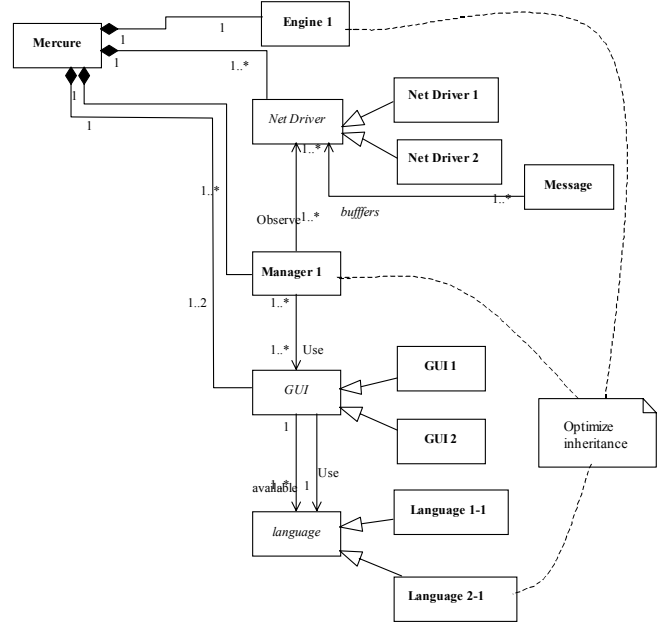 Engine 1
Mercure
1
1
1
1..*
Net Driver 1
Net Driver
1
1
1..*
Net Driver 2
Message
1..*
1..*
bufffers
Observe
1..*
Manager 1
1..2
1..*
1..*
Use
GUI 1
GUI
Optimize
inheritance
1
GUI 2
Use
available
1..*
1
Language 1-1
language
Language 2-1